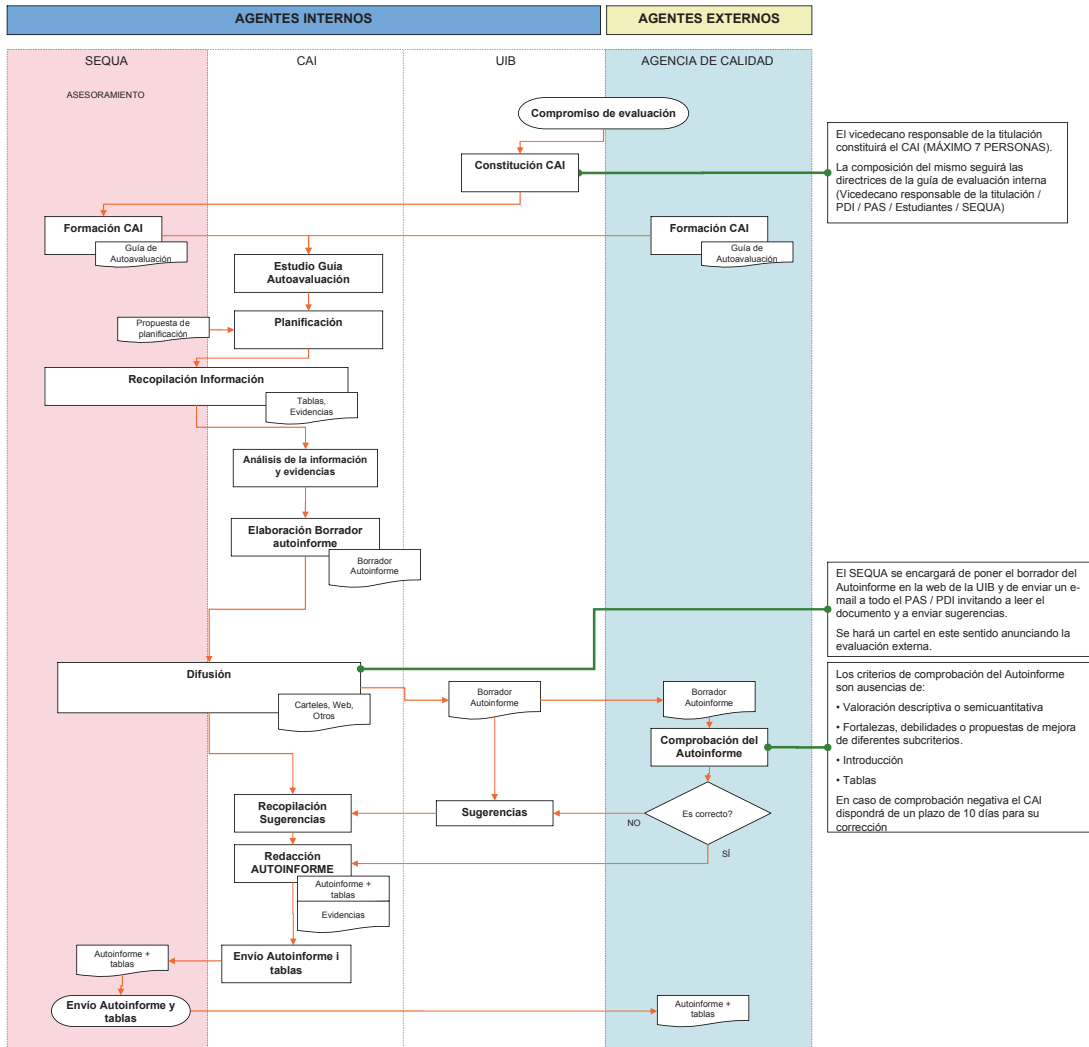 AGENTES INTERNOS
AGENTES EXTERNOS
SEQUA
CAI
UIB
AGENCIA DE CALIDAD
ASESORAMIENTO
Compromiso de evaluación
Constitución CAI
El vicedecano responsable de la titulación
constituirá el CAI (MÁXIMO 7 PERSONAS).
La composición del mismo seguirá las
directrices de la guía de evaluación interna
(Vicedecano responsable de la titulación /
PDI / PAS / Estudiantes / SEQUA)
Formación CAI
Guía de
Autoavaluación
Formación CAI
Guía de
Autoavaluación
Estudio Guía
Autoavaluación
Propuesta de
planificación
Planificación
Recopilación Información
Tablas,
Evidencias
Análisis de la información
y evidencias
Elaboración Borrador
autoinforme
Borrador
Autoinforme
El SEQUA se encargará de poner el borrador del
Autoinforme en la web de la UIB y de enviar un e-
mail a todo el PAS / PDI invitando a leer el
documento y a enviar sugerencias.
Se hará un cartel en este sentido anunciando la
evaluación externa.
Difusión
Carteles, Web,
Otros
Borrador
Autoinforme
Borrador
Autoinforme
Comprobación del
Autoinforme
Los criterios de comprobación del Autoinforme
son ausencias de:
• Valoración descriptiva o semicuantitativa
• Fortalezas, debilidades o propuestas de mejora
de diferentes subcriterios.
• Introducción
• Tablas
En caso de comprobación negativa el CAI
dispondrá de un plazo de 10 días para su
corrección
Recopilación
Sugerencias
Sugerencias
Es correcto?
NO
SÍ
Redacción
AUTOINFORME
Autoinforme +
tablas
Evidencias
Envío Autoinforme i
tablas
Autoinforme +
tablas
Envío Autoinforme y
tablas
Autoinforme +
tablas